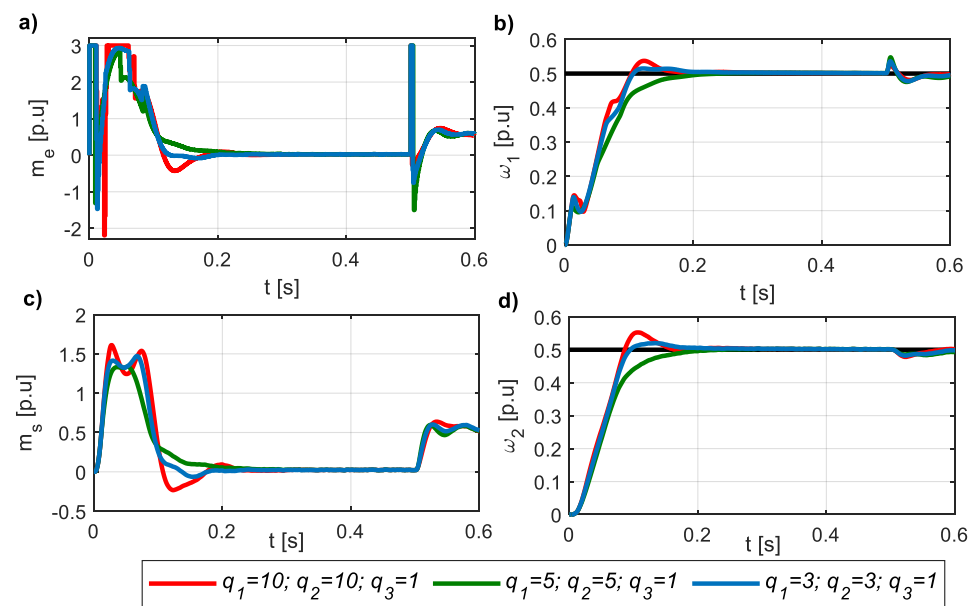 a)
3
2
1
0
-1
-2
m_e [p.u]
0 0.2 0.4 0.6
t [s]
b)
0.6
0.5
0.4
0.3
0.2
0.1
0
ω_1 [p.u]
0 0.2 0.4 0.6
t [s]
c)
2
1.5
1
0.5
0
-0.5
m_s [p.u]
0 0.2 0.4 0.6
t [s]
d)
0.6
0.5
0.4
0.3
0.2
0.1
0
ω_2 [p.u]
0 0.2 0.4 0.6
t [s]
q_1=10; q_2=10; q_3=1 q_1=5; q_2=5; q_3=1 q_1=3; q_2=3; q_3=1